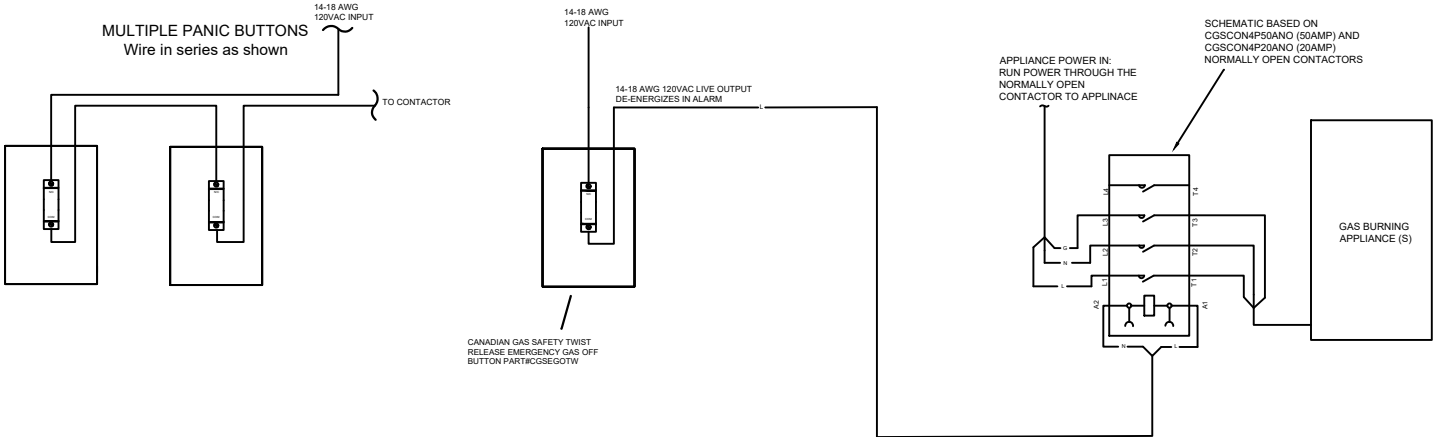 MULTIPLE PANIC BUTTONS
Wire in series as shown
14-18 AWG
120VAC INPUT
TO CONTACTOR
14-18 AWG
120VAC INPUT
14-18 AWG 120VAC LIVE OUTPUT
DE-ENERGIZES IN ALARM
L
CANADIAN GAS SAFETY TWIST
RELEASE EMERGENCY GAS OFF
BUTTON PART#CGSEGOTW
APPLIANCE POWER IN:
RUN POWER THROUGH THE
NORMALLY OPEN
CONTACTOR TO APPLINACE
SCHEMATIC BASED ON
CGSCON4P50ANO (50AMP) AND
CGSCON4P20ANO (20AMP)
NORMALLY OPEN CONTACTORS
L4
T4
L3
T3
G
L2
T2
N
L1
T1
L
A2
A1
N
L
GAS BURNING
APPLIANCE (S)